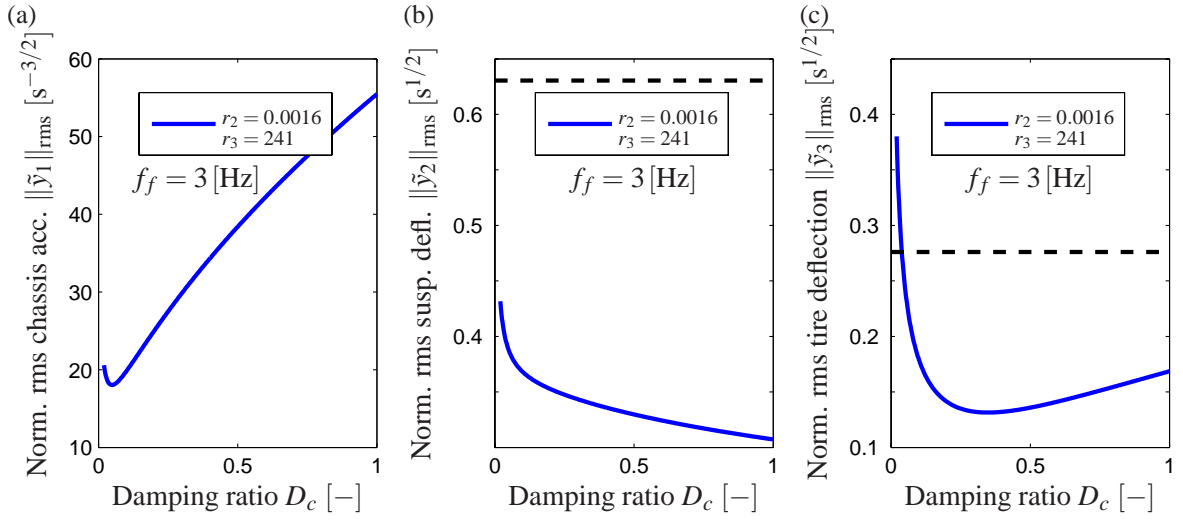 (a)
Norm. rms chassis acc. ‖ỹ₁‖rms [s^−3/2]
60
50
40
30
20
10
r₂ = 0.0016
r₃ = 241
f_f = 3 [Hz]
0
0.5
1
Damping ratio D_c [−]
(b)
Norm. rms susp. defl. ‖ỹ₂‖rms [s^1/2]
0.6
0.5
0.4
r₂ = 0.0016
r₃ = 241
f_f = 3 [Hz]
0
0.5
1
Damping ratio D_c [−]
(c)
Norm. rms tire deflection ‖ỹ₃‖rms [s^1/2]
0.4
0.3
0.2
0.1
r₂ = 0.0016
r₃ = 241
f_f = 3 [Hz]
0
0.5
1
Damping ratio D_c [−]